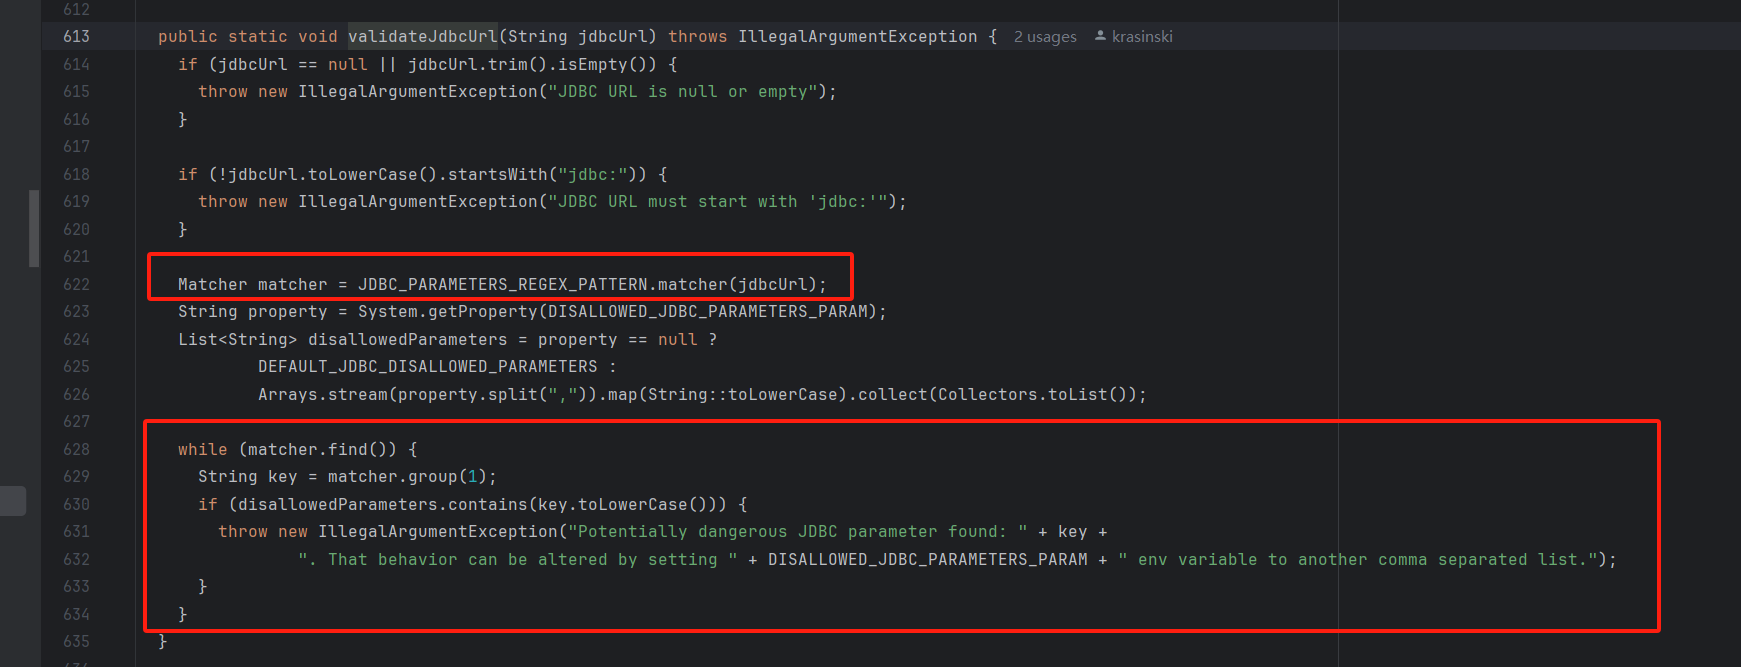 612
613 public static void validateJdbcUrl(String jdbcUrl) throws IllegalArgumentException { 2 usages krasinski
614 if (jdbcUrl == null || jdbcUrl.trim().isEmpty()) {
615 throw new IllegalArgumentException("JDBC URL is null or empty");
616 }
617
618 if (!jdbcUrl.toLowerCase().startsWith("jdbc:")) {
619 throw new IllegalArgumentException("JDBC URL must start with 'jdbc:'");
620 }
621
622 Matcher matcher = JDBC_PARAMETERS_REGEX_PATTERN.matcher(jdbcUrl);
623 String property = System.getProperty(DISALLOWED_JDBC_PARAMETERS_PARAM);
624 List<String> disallowedParameters = property == null ?
625 DEFAULT_JDBC_DISALLOWED_PARAMETERS :
626 Arrays.stream(property.split(",")).map(String::toLowerCase).collect(Collectors.toList());
627
628 while (matcher.find()) {
629 String key = matcher.group(1);
630 if (disallowedParameters.contains(key.toLowerCase())) {
631 throw new IllegalArgumentException("Potentially dangerous JDBC parameter found: " + key +
632 ". That behavior can be altered by setting " + DISALLOWED_JDBC_PARAMETERS_PARAM + " env variable to another comma separated list.");
633 }
634 }
635 }